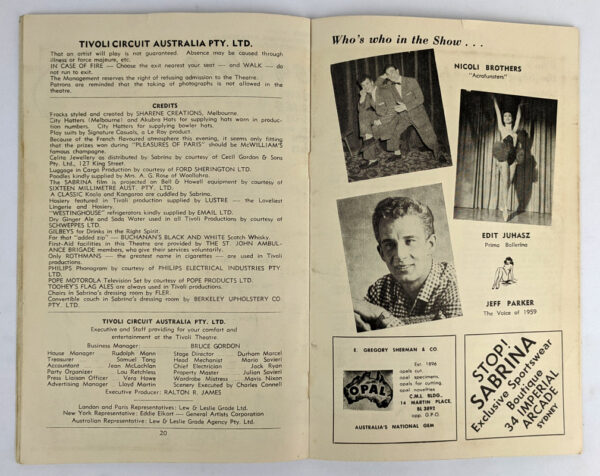 TIVOLI CIRCUIT AUSTRALIA PTY. LTD.
That an artist will play is not guaranteed. Absence may be caused through
illness or force majeure, etc.
IN CASE OF FIRE — Choose the exit nearest your seat — and WALK — do
not run to exit.
The Management reserves the right of refusing admission to the Theatre.
Patrons are reminded that the taking of photographs is not allowed in the
theatre.
CREDITS
Frocks styled and created by SHARENE CREATIONS, Melbourne.
City Hatters (Melbourne) and Akubra Hats for supplying hats worn in produc-
tion numbers. City Hatters for supplying bowler hats.
Play suits by Signature Casuals, a Le Roy product.
Because of the French flavoured atmosphere this evening, it seems only fitting
that the prizes won during "PLEASURES OF PARIS" should be McWILLIAM'S
famous champagne.
Celita Jewellery as distributed by Sabrina by courtesy of Cecil Gordon & Sons
Pty. Ltd., 127 King Street.
Luggage in Cargo Production by courtesy of FORD SHERINGTON LTD.
Poodles kindly supplied by Mrs. A. G. Rose of Woollahra.
The SABRINA film is projected on Bell & Howell equipment by courtesy of
SIXTEEN MILLIMETRE AUST. PTY. LTD.
A CLASSIC Koala and Kangaroo are cuddled by Sabrina.
Hosiery featured in Tivoli production supplied by LUSTRE — the Loveliest
Lingerie and Hosiery.
"WESTINGHOUSE" refrigerators kindly supplied by EMAIL LTD.
Dry Ginger Ale and Soda Water used in all Tivoli Productions by courtesy of
SCHWEPPES LTD.
GILBEYS for Drinks in the Right Spirit.
For that "added zip" — BUCHANAN'S BLACK AND WHITE Scotch Whisky.
First-Aid facilities in this Theatre are provided by THE ST. JOHN AMBUL-
ANCE BRIGADE members, who give their services voluntarily.
Only ROTHMANS — the greatest name in cigarettes — are used in Tivoli
productions.
PHILIPS Phonogram by courtesy of PHILIPS ELECTRICAL INDUSTRIES PTY.
LTD.
POPE MOTOROLA Television Set by courtesy of POPE PRODUCTS LTD.
TOOHEY'S FLAG ALES are always used in Tivoli productions.
Chairs in Sabrina's dressing room by FLER.
Convertible couch in Sabrina's dressing room by BERKELEY UPHOLSTERY CO.
PTY. LTD.
TIVOLI CIRCUIT AUSTRALIA PTY. LTD.
Executive and Staff providing for your comfort and
entertainment at the Tivoli Theatre.
Business Manager: BRUCE GORDON
House Manager Rudolph Mann Stage Director Durham Marcel
Treasurer Samuel Tang Head Mechanist Mario Savieri
Accountant Jean McLachlan Chief Electrician Jack Ryan
Party Organizer Lou Retchless Property Master Julian Savieri
Press Liaison Officer Vera Howe Wardrobe Mistress Mavis Nixon
Advertising Manager Lloyd Martin Scenery Executed by Charles Connell
Executive Producer: RALTON R. JAMES
London and Paris Representatives: Lew & Leslie Grade Ltd.
New York Representative: Eddie Elkort — General Artists Corporation
Australian Representative: Lew & Leslie Grade Agency Pty. Ltd.
20
Who's who in the Show . . .
NICOLI BROTHERS
"Acrofunsters"
EDIT JUHASZ
Prima Ballerina
JEFF PARKER
The Voice of 1959
E. GREGORY SHERMAN & CO.
Est. 1896
opals cut.
opal specimens.
opals for cutting.
opal novelties
C.M.L. BLDG.,
14 MARTIN PLACE,
BL 2892
opp. G.P.O.
OPAL
AUSTRALIA'S NATIONAL GEM
STOP!
SABRINA
Exclusive Sportswear
Boutique
34 IMPERIAL
ARCADE
SYDNEY